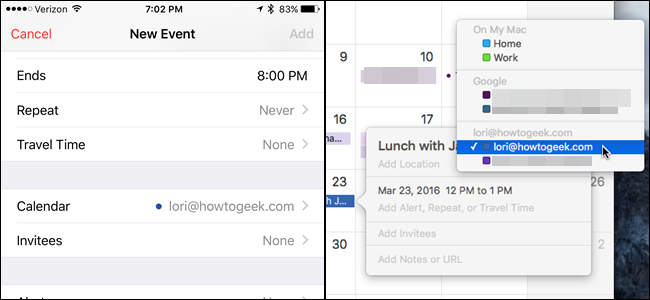 Verizon 7:02 PM 83%
Cancel New Event Add
Ends 8:00 PM
Repeat Never
Travel Time None
Calendar lori@howtogeek.com
Invitees None
9 10
16 17
23
30
26
2
Lunch with Ja
Add Location
Mar 23, 2016 12 PM to 1 PM
Add Alert, Repeat, or Travel Time
Add Invitees
Add Notes or URL
On My Mac
Home
Work
Google
lori@howtogeek.com
✓ lori@howtogeek.com